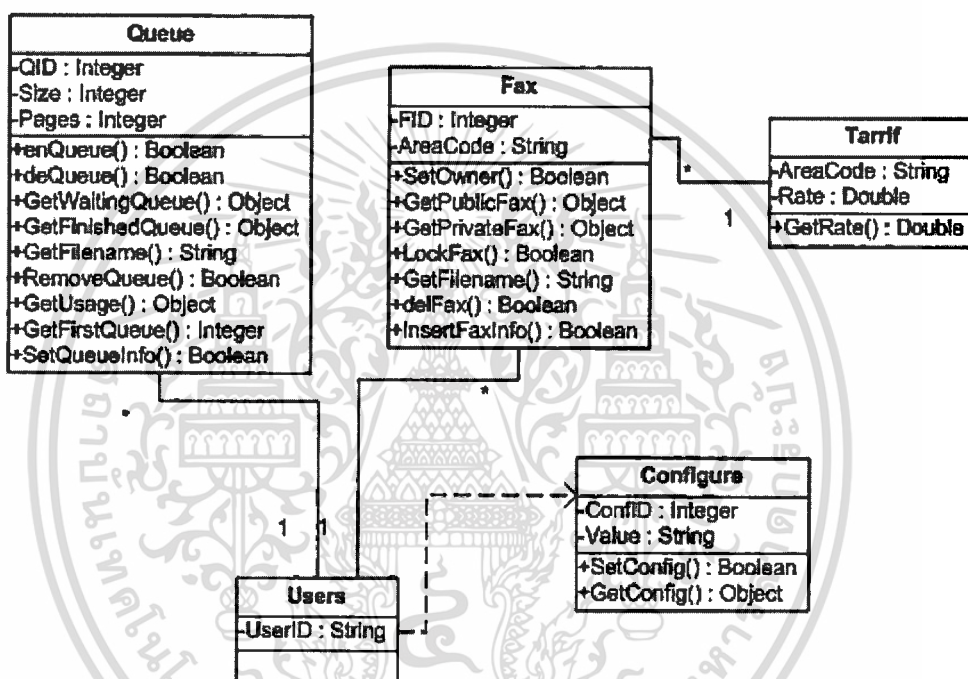 Queue
-QID : Integer
-Size : Integer
-Pages : Integer
+enQueue() : Boolean
+deQueue() : Boolean
+GetWaitingQueue() : Object
+GetFinishedQueue() : Object
+GetFilename() : String
+RemoveQueue() : Boolean
+GetUsage() : Object
+GetFirstQueue() : Integer
+SetQueueInfo() : Boolean
Fax
-FID : Integer
-AreaCode : String
+SetOwner() : Boolean
+GetPublicFax() : Object
+GetPrivateFax() : Object
+LockFax() : Boolean
+GetFilename() : String
+delFax() : Boolean
+InsertFaxInfo() : Boolean
Tarrif
-AreaCode : String
-Rate : Double
+GetRate() : Double
*
1
*
*
1 1
Configure
-ConfID : Integer
-Value : String
+SetConfig() : Boolean
+GetConfig() : Object
Users
-UserID : String